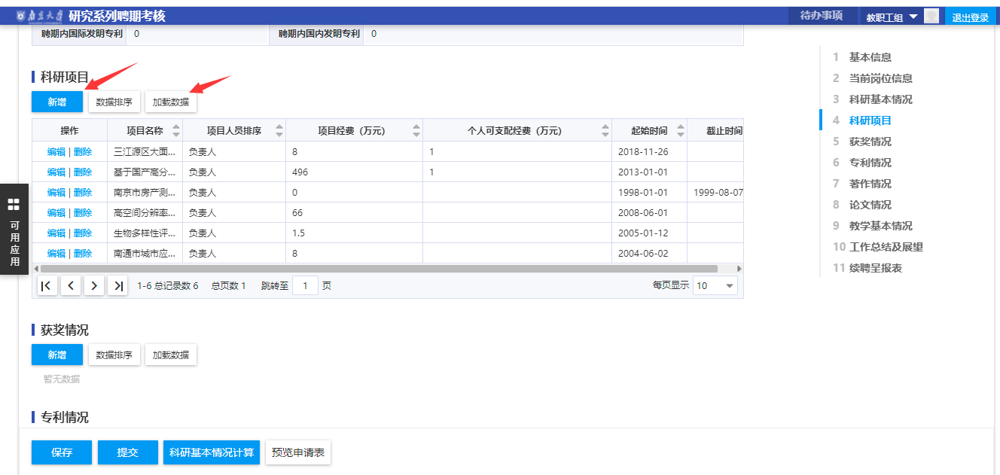 南京大学 研究系列聘期考核 待办事项 教职工组 退出登录
聘期内国际发明专利 0 聘期内国内发明专利 0
科研项目
新增 数据排序 加载数据
操作 项目名称 项目人员排序 项目经费（万元） 个人可支配经费（万元） 起始时间 截止时间
编辑 | 删除 三江源区大面... 负责人 8 1 2018-11-26
编辑 | 删除 基于国产高分... 负责人 496 1 2013-01-01
编辑 | 删除 南京市房产测... 负责人 0 1998-01-01 1999-08-07
编辑 | 删除 高空间分辨率... 负责人 66 2008-06-01
编辑 | 删除 生物多样性评... 负责人 1.5 2005-01-12
编辑 | 删除 南通市城市应... 负责人 8 2004-06-02
1-6 总记录数 6 总页数 1 跳转至 1 页 每页显示 10
获奖情况
新增 数据排序 加载数据
暂无数据
专利情况
保存 提交 科研基本情况计算 预览申请表
可用应用
1 基本信息
2 当前岗位信息
3 科研基本情况
4 科研项目
5 获奖情况
6 专利情况
7 著作情况
8 论文情况
9 教学基本情况
10 工作总结及展望
11 续聘呈报表